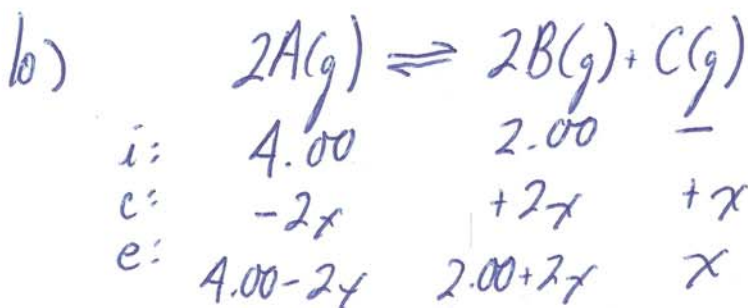 b) 2A(g) ⇌ 2B(g) + C(g)
i: 4.00 2.00 —
c: -2x +2x +x
e: 4.00-2x 2.00+2x x